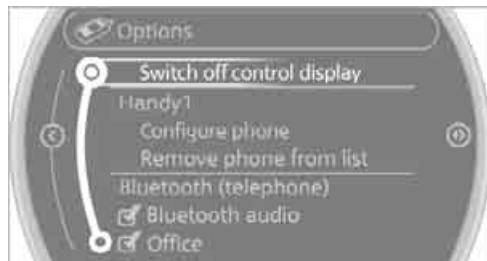 Options
Switch off control display
Handy1
Configure phone
Remove phone from list
Bluetooth (telephone)
Bluetooth audio
Office